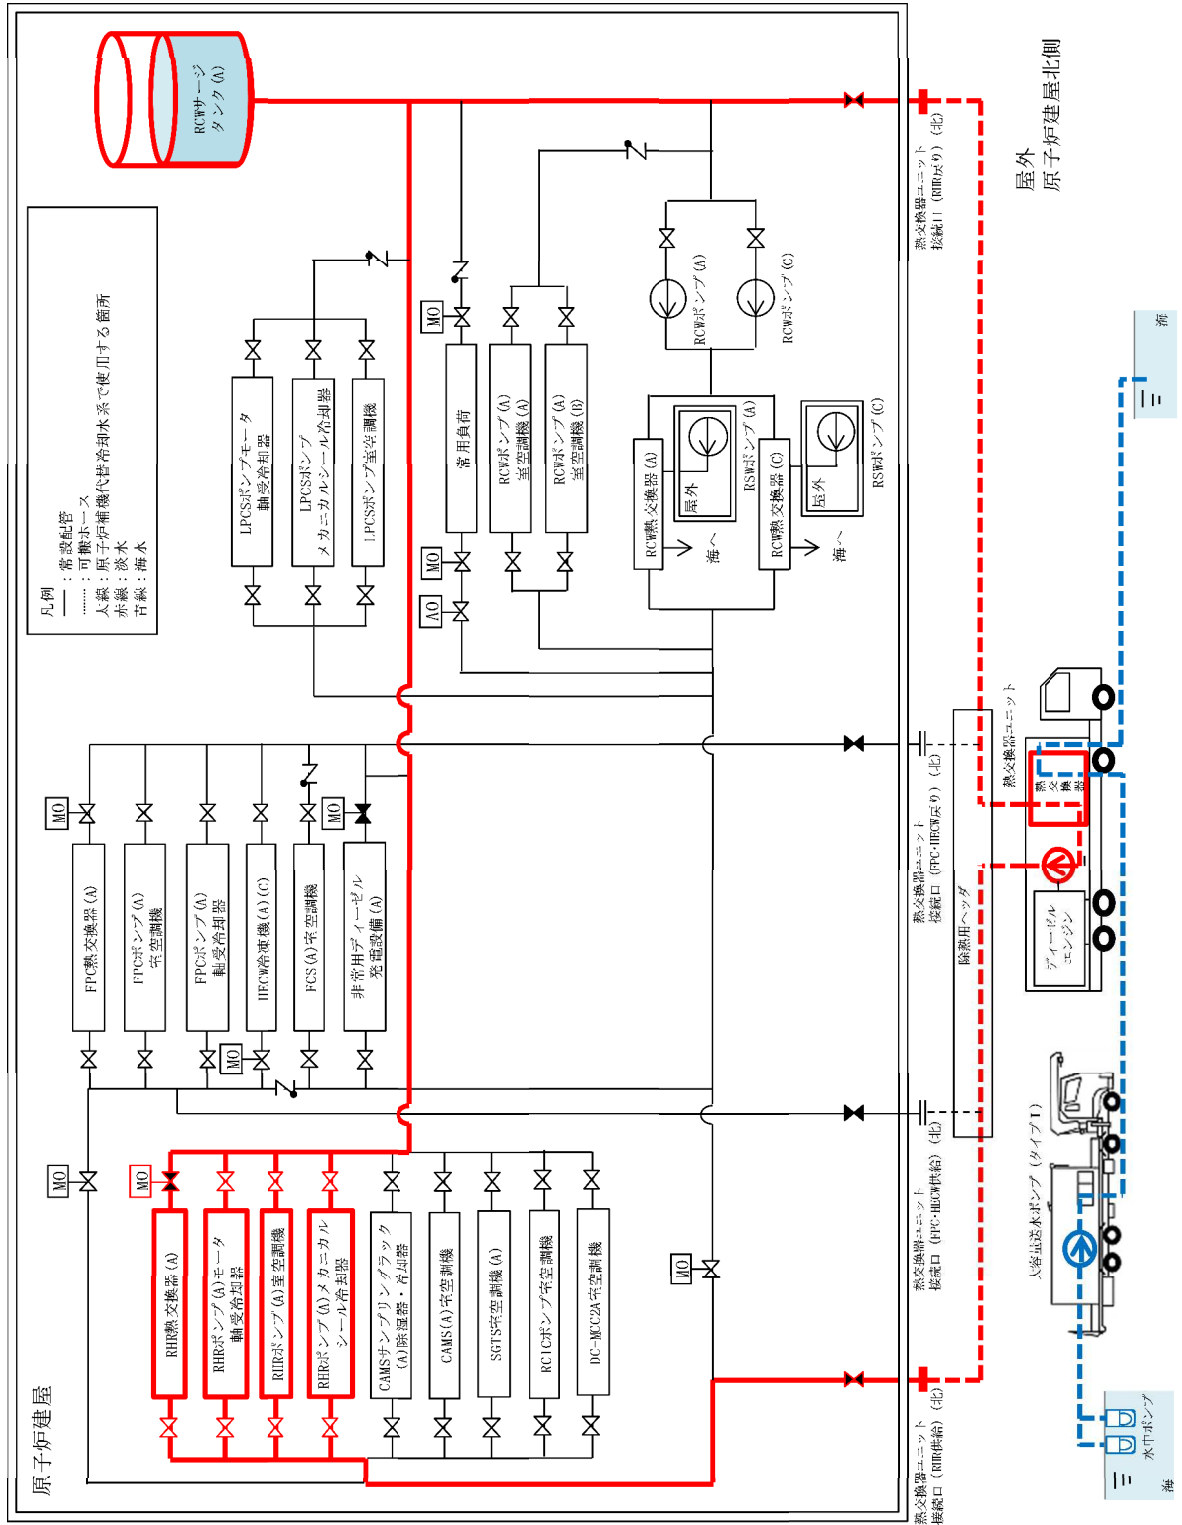 原子炉建屋
凡例
── : 常設配管
……… : 可搬ホース
太線 : 原子炉補機代替冷却水系で使用する箇所
赤線 : 淡水
青線 : 海水
RCWサージ
タンク(A)
MO
MO
RHR熱交換器(A)
RHRポンプ(A)モータ
軸受冷却器
RHRポンプ(A)室空調機
RHRポンプ(A)メカニカル
シール冷却器
CAMSサンプリングラック
(A)除湿器・冷却器
CAMS(A)室空調機
SGTS室空調機(A)
RCICポンプ室空調機
DC-MCC2A室空調機
MO
MO
FPC熱交換器(A)
FPCポンプ(A)
室空調機
FPCポンプ(A)
軸受冷却器
HECW冷凍機(A)(C)
MO
FCS(A)室空調機
非常用ディーゼル
発電設備(A)
MO
LPCSポンプモータ
軸受冷却器
LPCSポンプ
メカニカルシール冷却器
LPCSポンプ室空調機
AO
MO
常用負荷
MO
RCWポンプ(A)
室空調機(A)
RCWポンプ(A)
室空調機(B)
RCW熱交換器(A)
海へ
屋外
RSWポンプ(A)
RCW熱交換器(C)
海へ
屋外
RSWポンプ(C)
RCWポンプ(A)
RCWポンプ(C)
熱交換器ユニット
接続口(RHR供給)(北)
熱交換器ユニット
接続口(FPC・HECW供給)(北)
熱交換器ユニット
接続口(FPC・HECW戻り)(北)
熱交換器ユニット
接続口(RHR戻り)(北)
屋外
原子炉建屋北側
除熱用ヘッダ
熱交換器ユニット
熱交換器
ディーゼル
エンジン
大容量送水ポンプ(タイプⅠ)
水中ポンプ
海
海